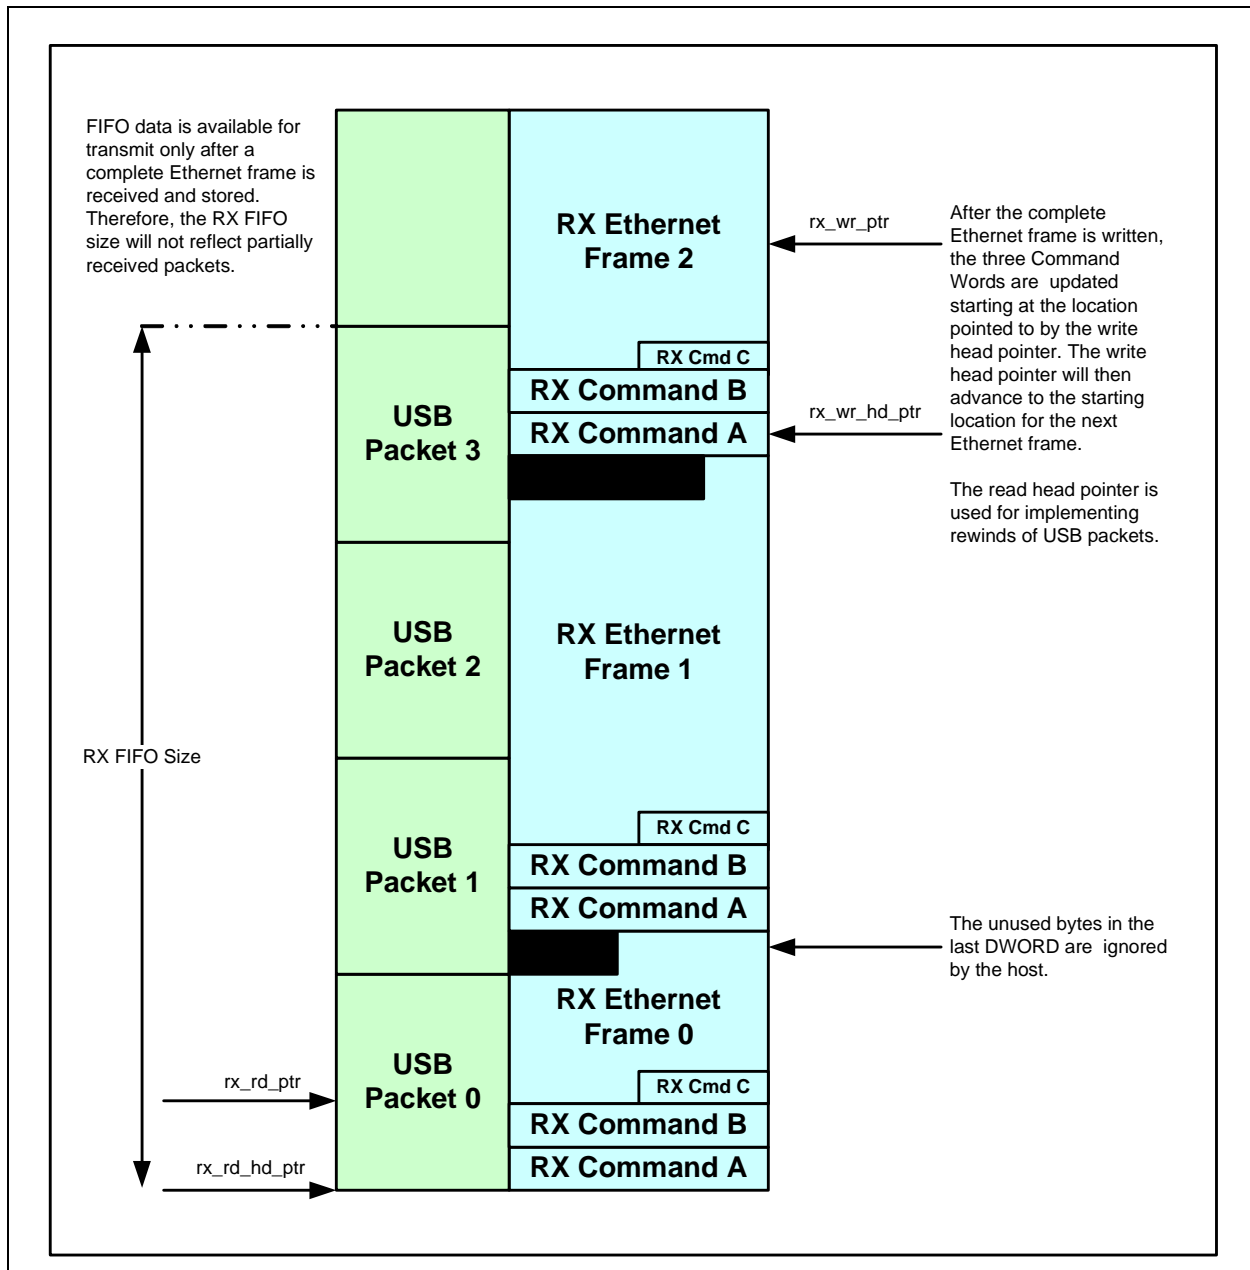 FIFO data is available for
transmit only after a
complete Ethernet frame is
received and stored.
Therefore, the RX FIFO
size will not reflect partially
received packets.
RX Ethernet
Frame 2
rx_wr_ptr
After the complete
Ethernet frame is written,
the three Command
Words are updated
starting at the location
pointed to by the write
head pointer. The write
head pointer will then
advance to the starting
location for the next
Ethernet frame.
The read head pointer is
used for implementing
rewinds of USB packets.
RX Cmd C
RX Command B
RX Command A
rx_wr_hd_ptr
USB
Packet 3
USB
Packet 2
RX Ethernet
Frame 1
RX FIFO Size
USB
Packet 1
RX Cmd C
RX Command B
RX Command A
The unused bytes in the
last DWORD are ignored
by the host.
RX Ethernet
Frame 0
USB
Packet 0
rx_rd_ptr
RX Cmd C
RX Command B
RX Command A
rx_rd_hd_ptr